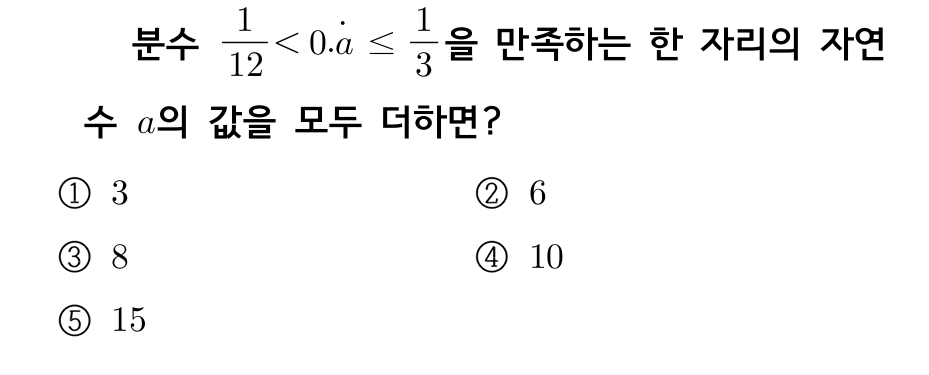 분수 $\frac{1}{12} < 0.\dot{a} \leq \frac{1}{3}$을 만족하는 한 자리의 자연
수 $a$의 값을 모두 더하면?
① 3 ② 6
③ 8 ④ 10
⑤ 15